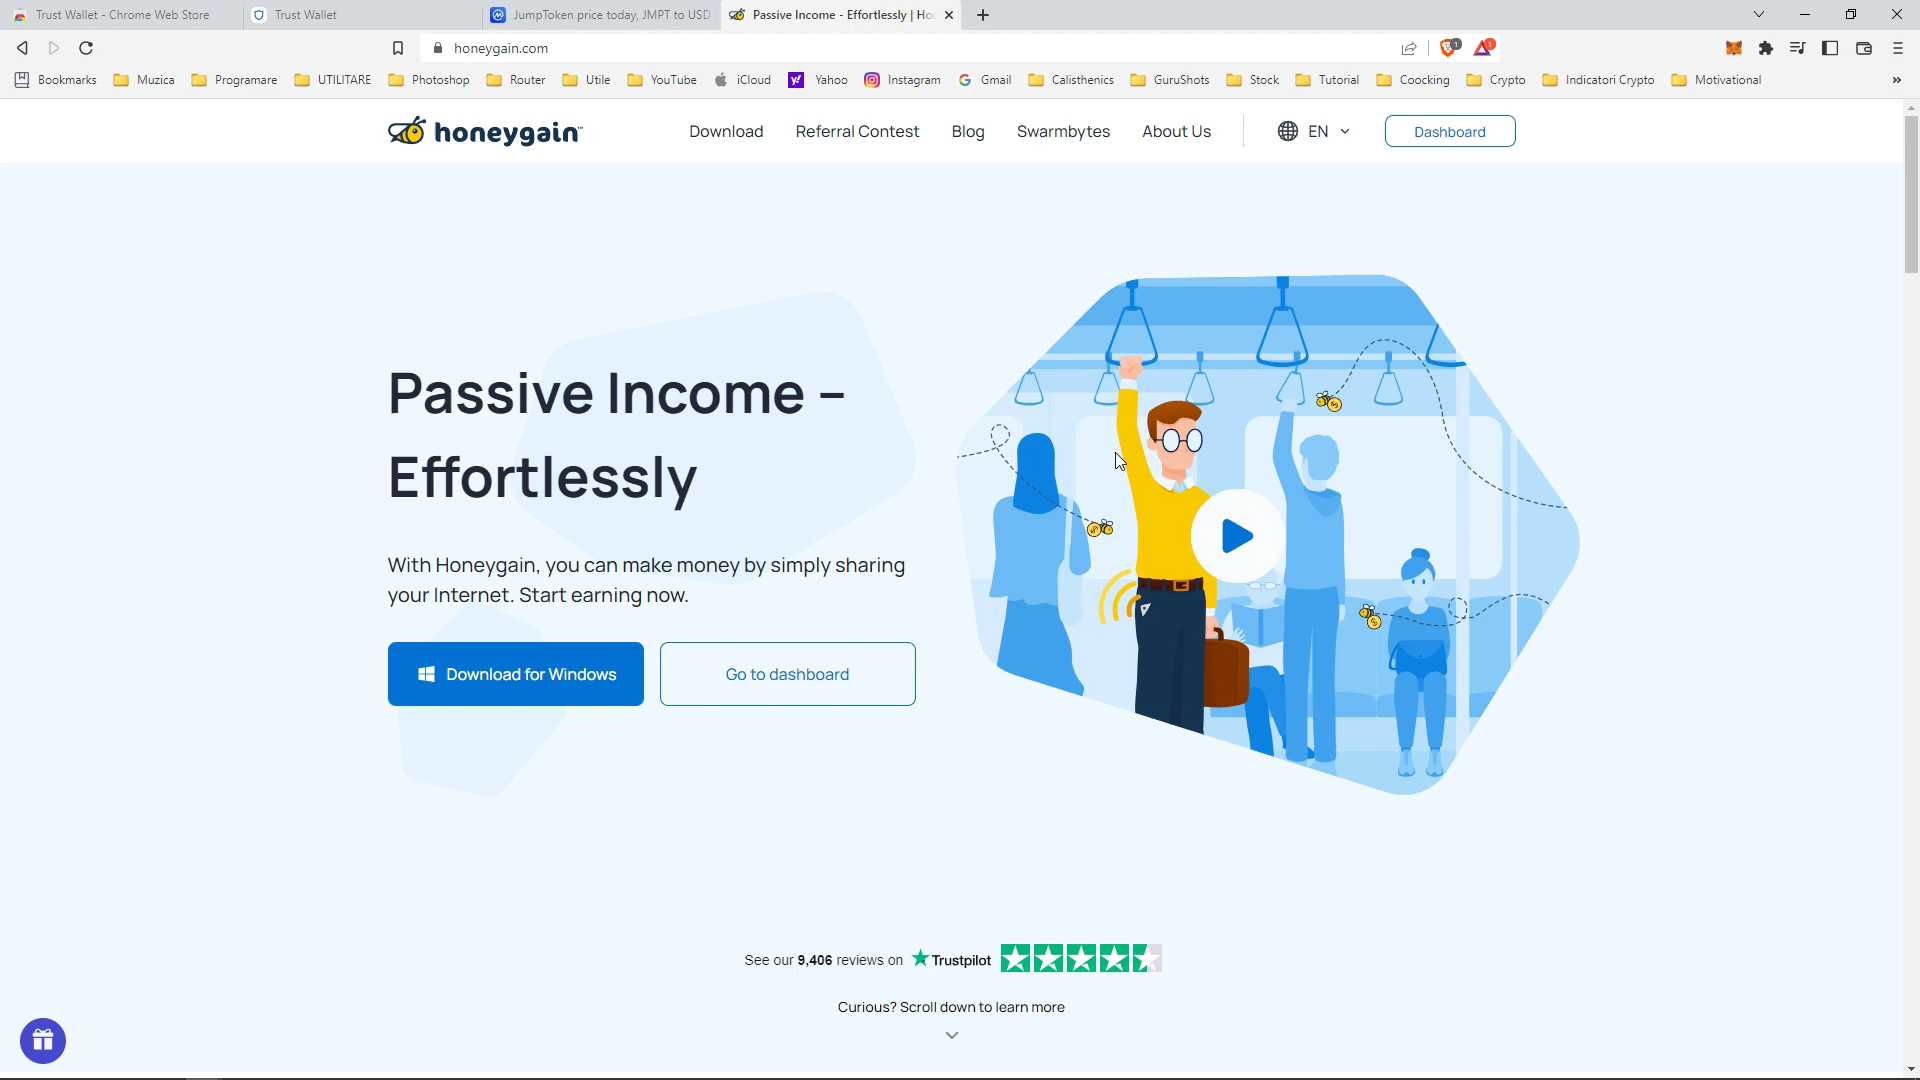 Trust Wallet - Chrome Web Store
Trust Wallet
JumpToken price today, JMPT to USD
Passive Income - Effortlessly | Ho
honeygain.com
Bookmarks
Muzica
Programare
UTILITARE
Photoshop
Router
Utile
YouTube
iCloud
Yahoo
Instagram
Gmail
Calisthenics
GuruShots
Stock
Tutorial
Coocking
Crypto
Indicatori Crypto
Motivational
honeygain
Download
Referral Contest
Blog
Swarmbytes
About Us
EN
Dashboard
Passive Income –
Effortlessly
With Honeygain, you can make money by simply sharing
your Internet. Start earning now.
Download for Windows
Go to dashboard
See our 9,406 reviews on Trustpilot
Curious? Scroll down to learn more